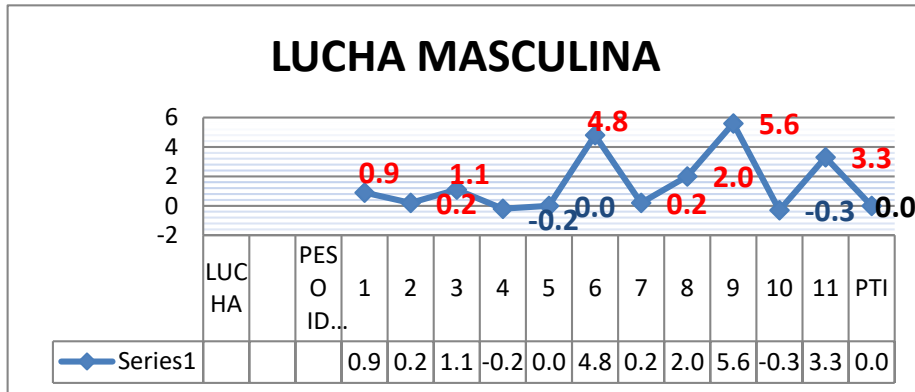 LUCHA MASCULINA
6
4
2
0
-2
0.9
0.2
1.1
-0.2
0.0
4.8
0.2
2.0
5.6
-0.3
3.3
0.0
LUC
HA
PES
O
ID...
1 2 3 4 5 6 7 8 9 10 11 PTI
Series1 0.9 0.2 1.1 -0.2 0.0 4.8 0.2 2.0 5.6 -0.3 3.3 0.0